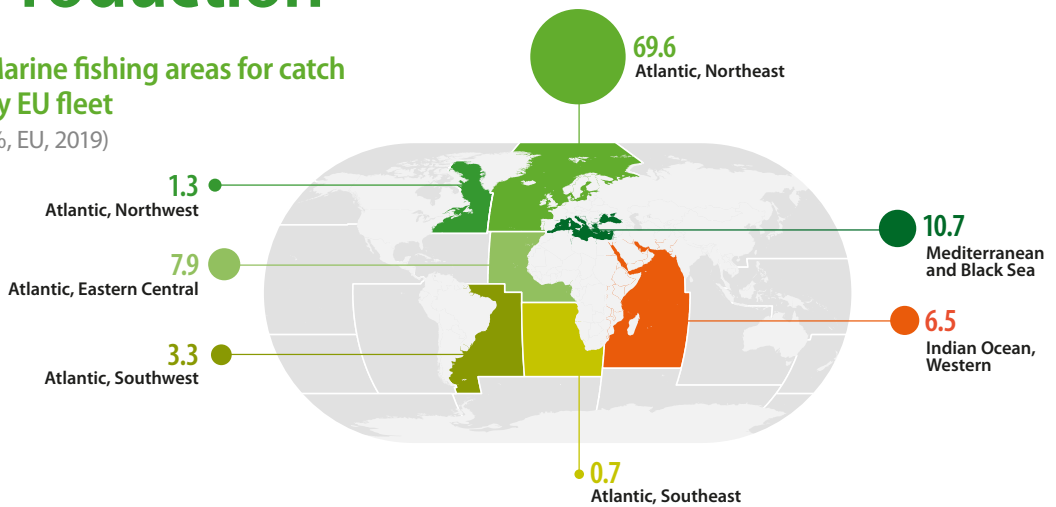 roduction
arine fishing areas for catch
y EU fleet
%, EU, 2019)
69.6
Atlantic, Northeast
1.3
Atlantic, Northwest
10.7
Mediterranean
and Black Sea
7.9
Atlantic, Eastern Central
6.5
Indian Ocean,
Western
3.3
Atlantic, Southwest
0.7
Atlantic, Southeast